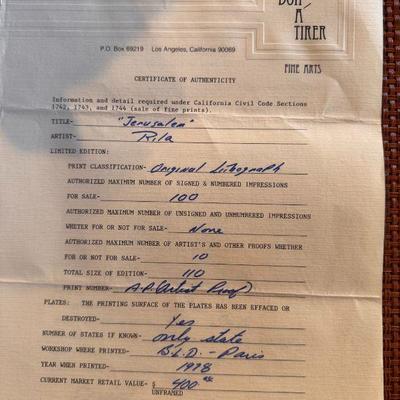 BON
A'
TIRER
P.O. Box 69219 Los Angeles, California 90069
FINE ARTS
CERTIFICATE OF AUTHENTICITY
Information and detail required under California Civil Code Sections
1742, 1743, and 1744 (sale of fine prints).
TITLE- "Jerusalem"
ARTIST- Rila
LIMITED EDITION:
PRINT CLASSIFICATION- Original Lithograph
AUTHORIZED MAXIMUM NUMBER OF SIGNED & NUMBERED IMPRESSIONS
FOR SALE- 100
AUTHORIZED MAXIMUM NUMBER OF UNSIGNED AND UNNUMBERED IMPRESSIONS
WHETER FOR OR NOT FOR SALE- None
AUTHORIZED MAXIMUM NUMBER OF ARTIST'S AND OTHER PROOFS WHETHER
FOR OR NOT FOR SALE- 10
TOTAL SIZE OF EDITION- 110
PRINT NUMBER- A.P. Artist Proof
PLATES: THE PRINTING SURFACE OF THE PLATES HAS BEEN EFFACED OR
DESTROYED- Yes
NUMBER OF STATES IF KNOWN- only state
WORKSHOP WHERE PRINTED- B.L.D. - Paris
YEAR WHEN PRINTED- 1978
CURRENT MARKET RETAIL VALUE- $ 400
UNFRAMED